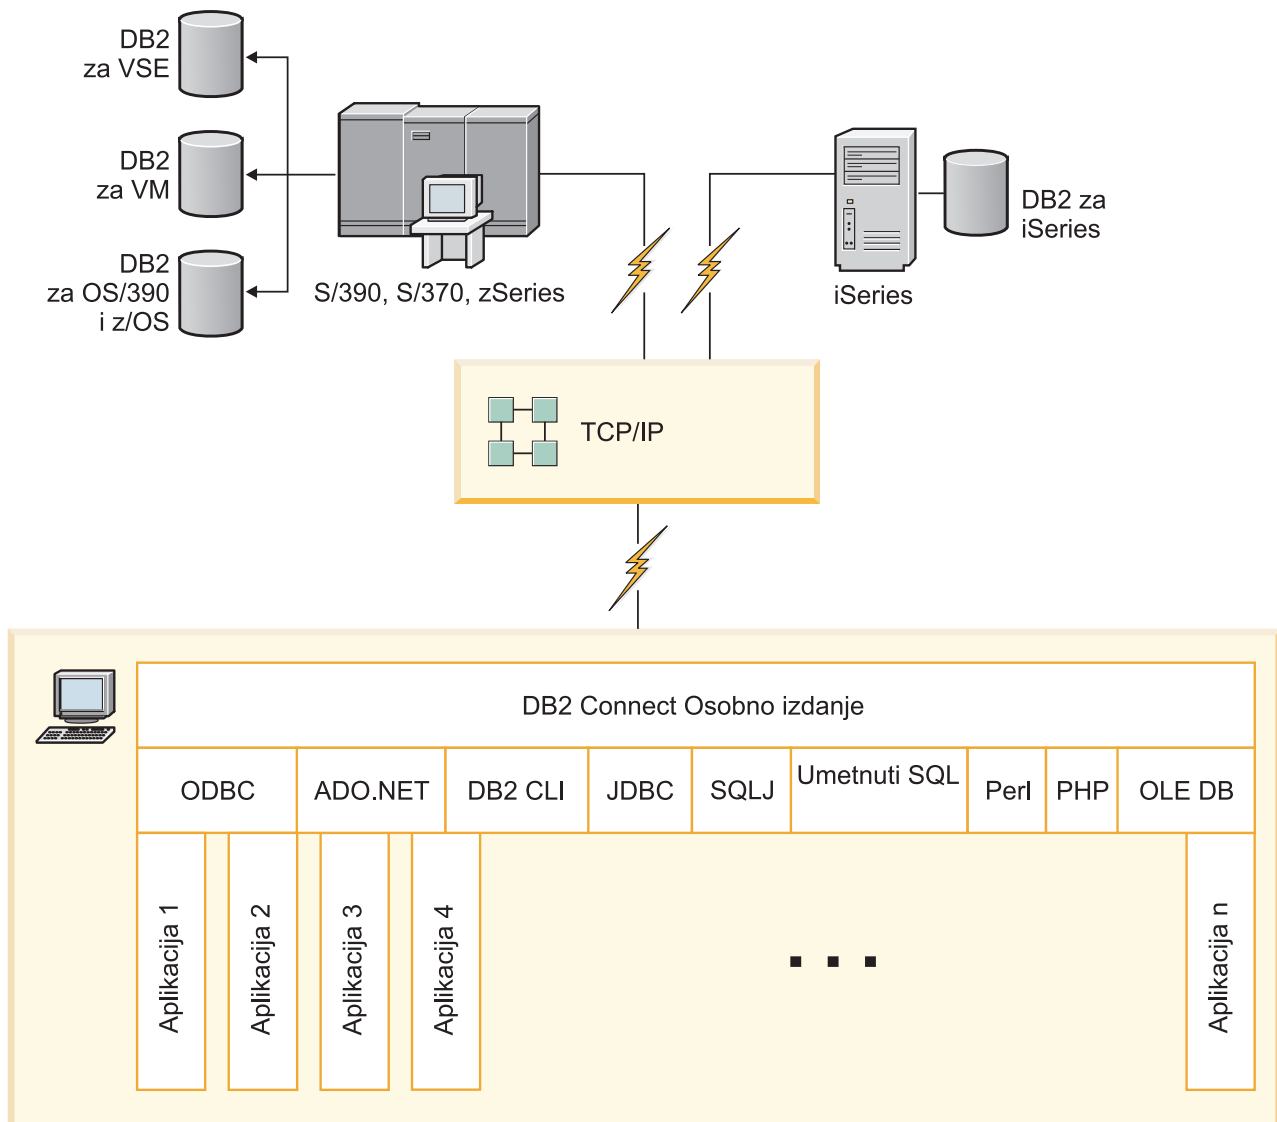 DB2
za VSE
DB2
za VM
DB2
za OS/390
i z/OS
S/390, S/370, zSeries
iSeries
DB2 za
iSeries
TCP/IP
DB2 Connect Osobno izdanje
ODBC
ADO.NET
DB2 CLI
JDBC
SQLJ
Umetnuti SQL
Perl
PHP
OLE DB
Aplikacija 1
Aplikacija 2
Aplikacija 3
Aplikacija 4
. . .
Aplikacija n